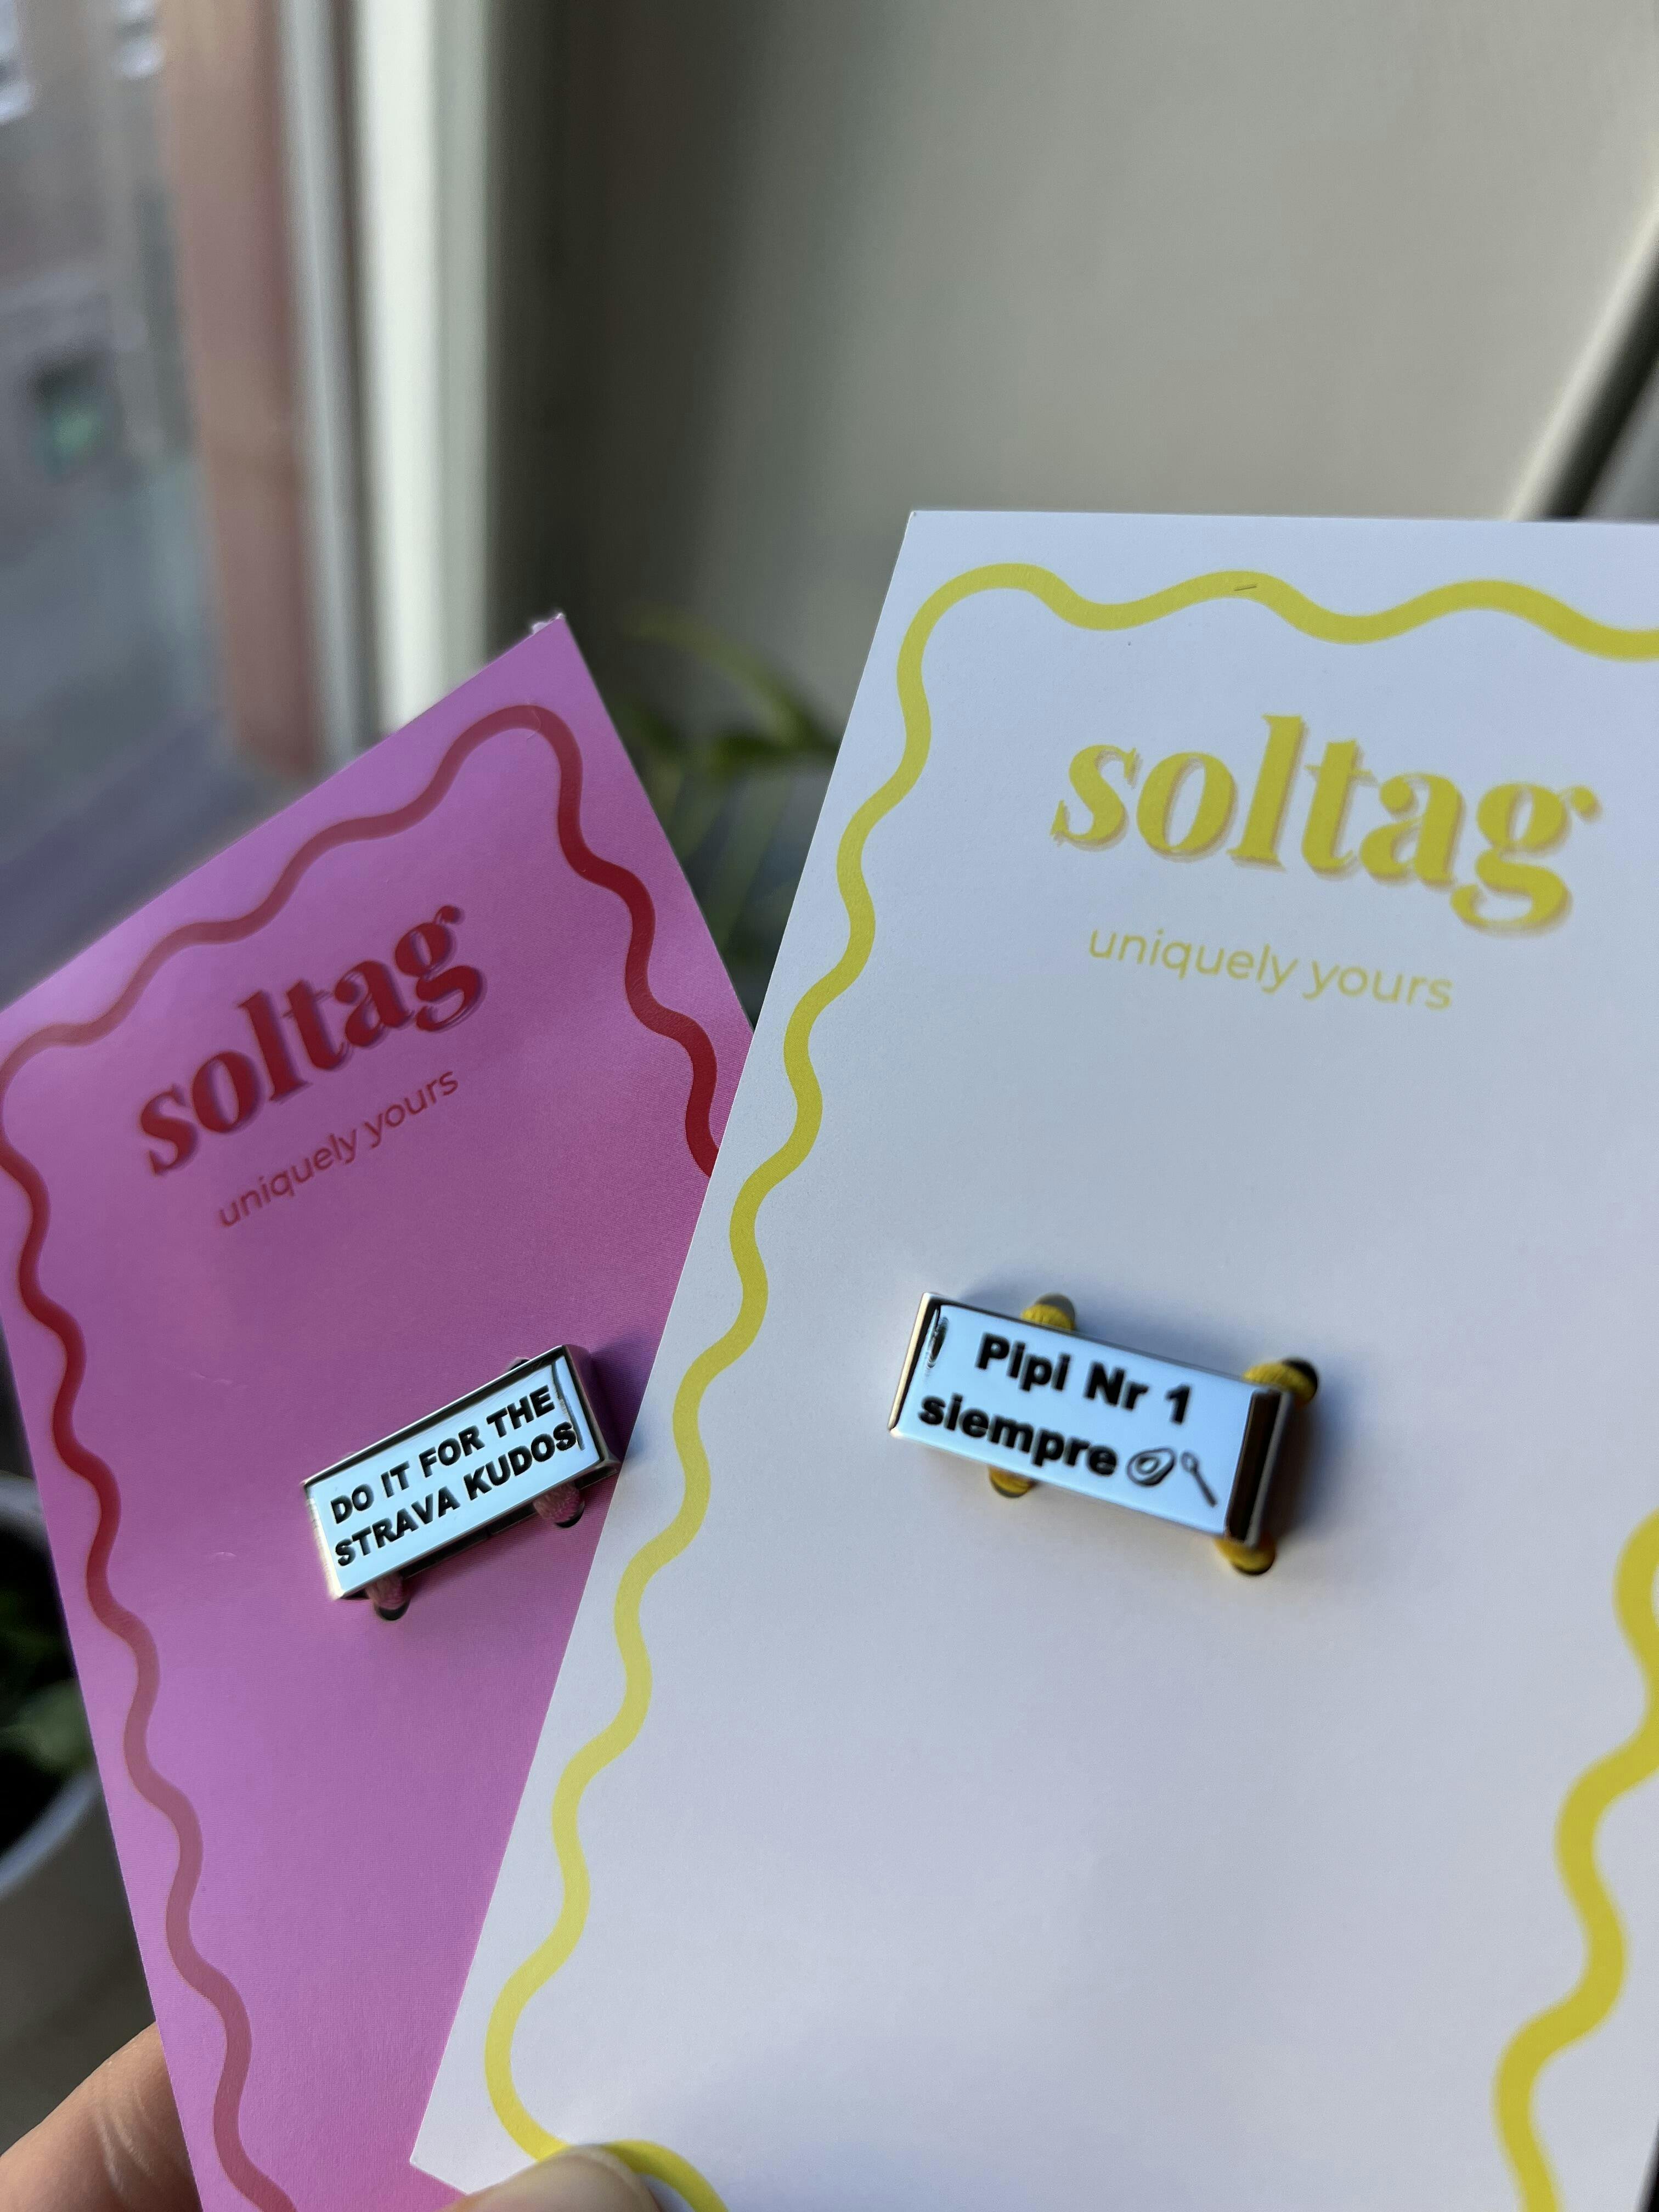 soltag
uniquely yours
DO IT FOR THE
STRAVA KUDOS
soltag
uniquely yours
Pipi Nr 1
siempre